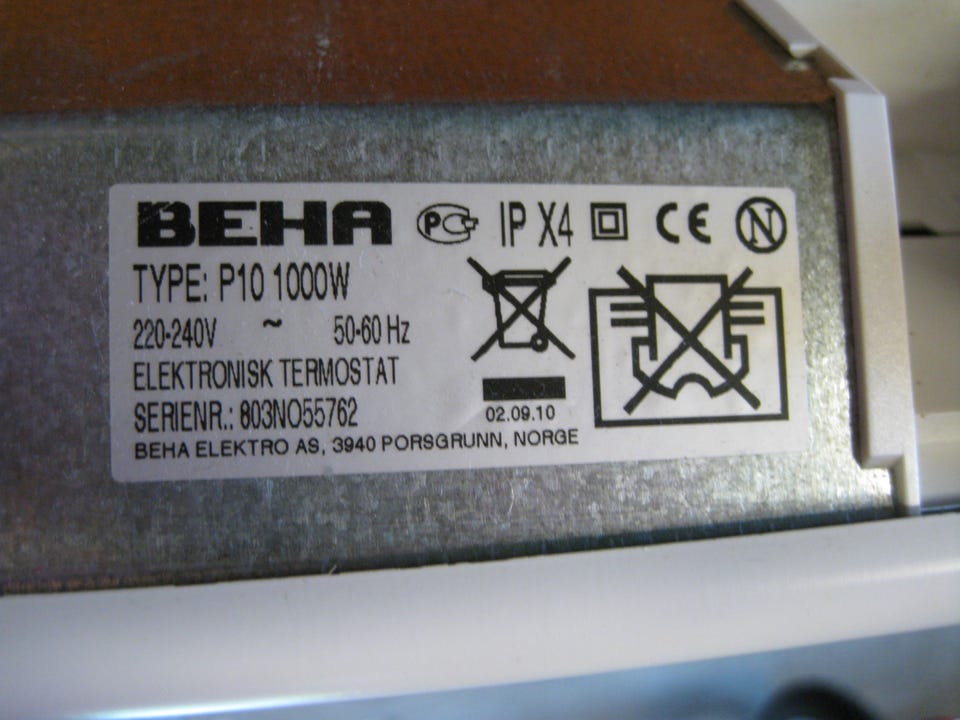 BEHA PG IP X4 CE N
TYPE: P10 1000W
220-240V ~ 50-60 Hz
ELEKTRONISK TERMOSTAT
SERIENR.: 803NO55762
02.09.10
BEHA ELEKTRO AS, 3940 PORSGRUNN, NORGE